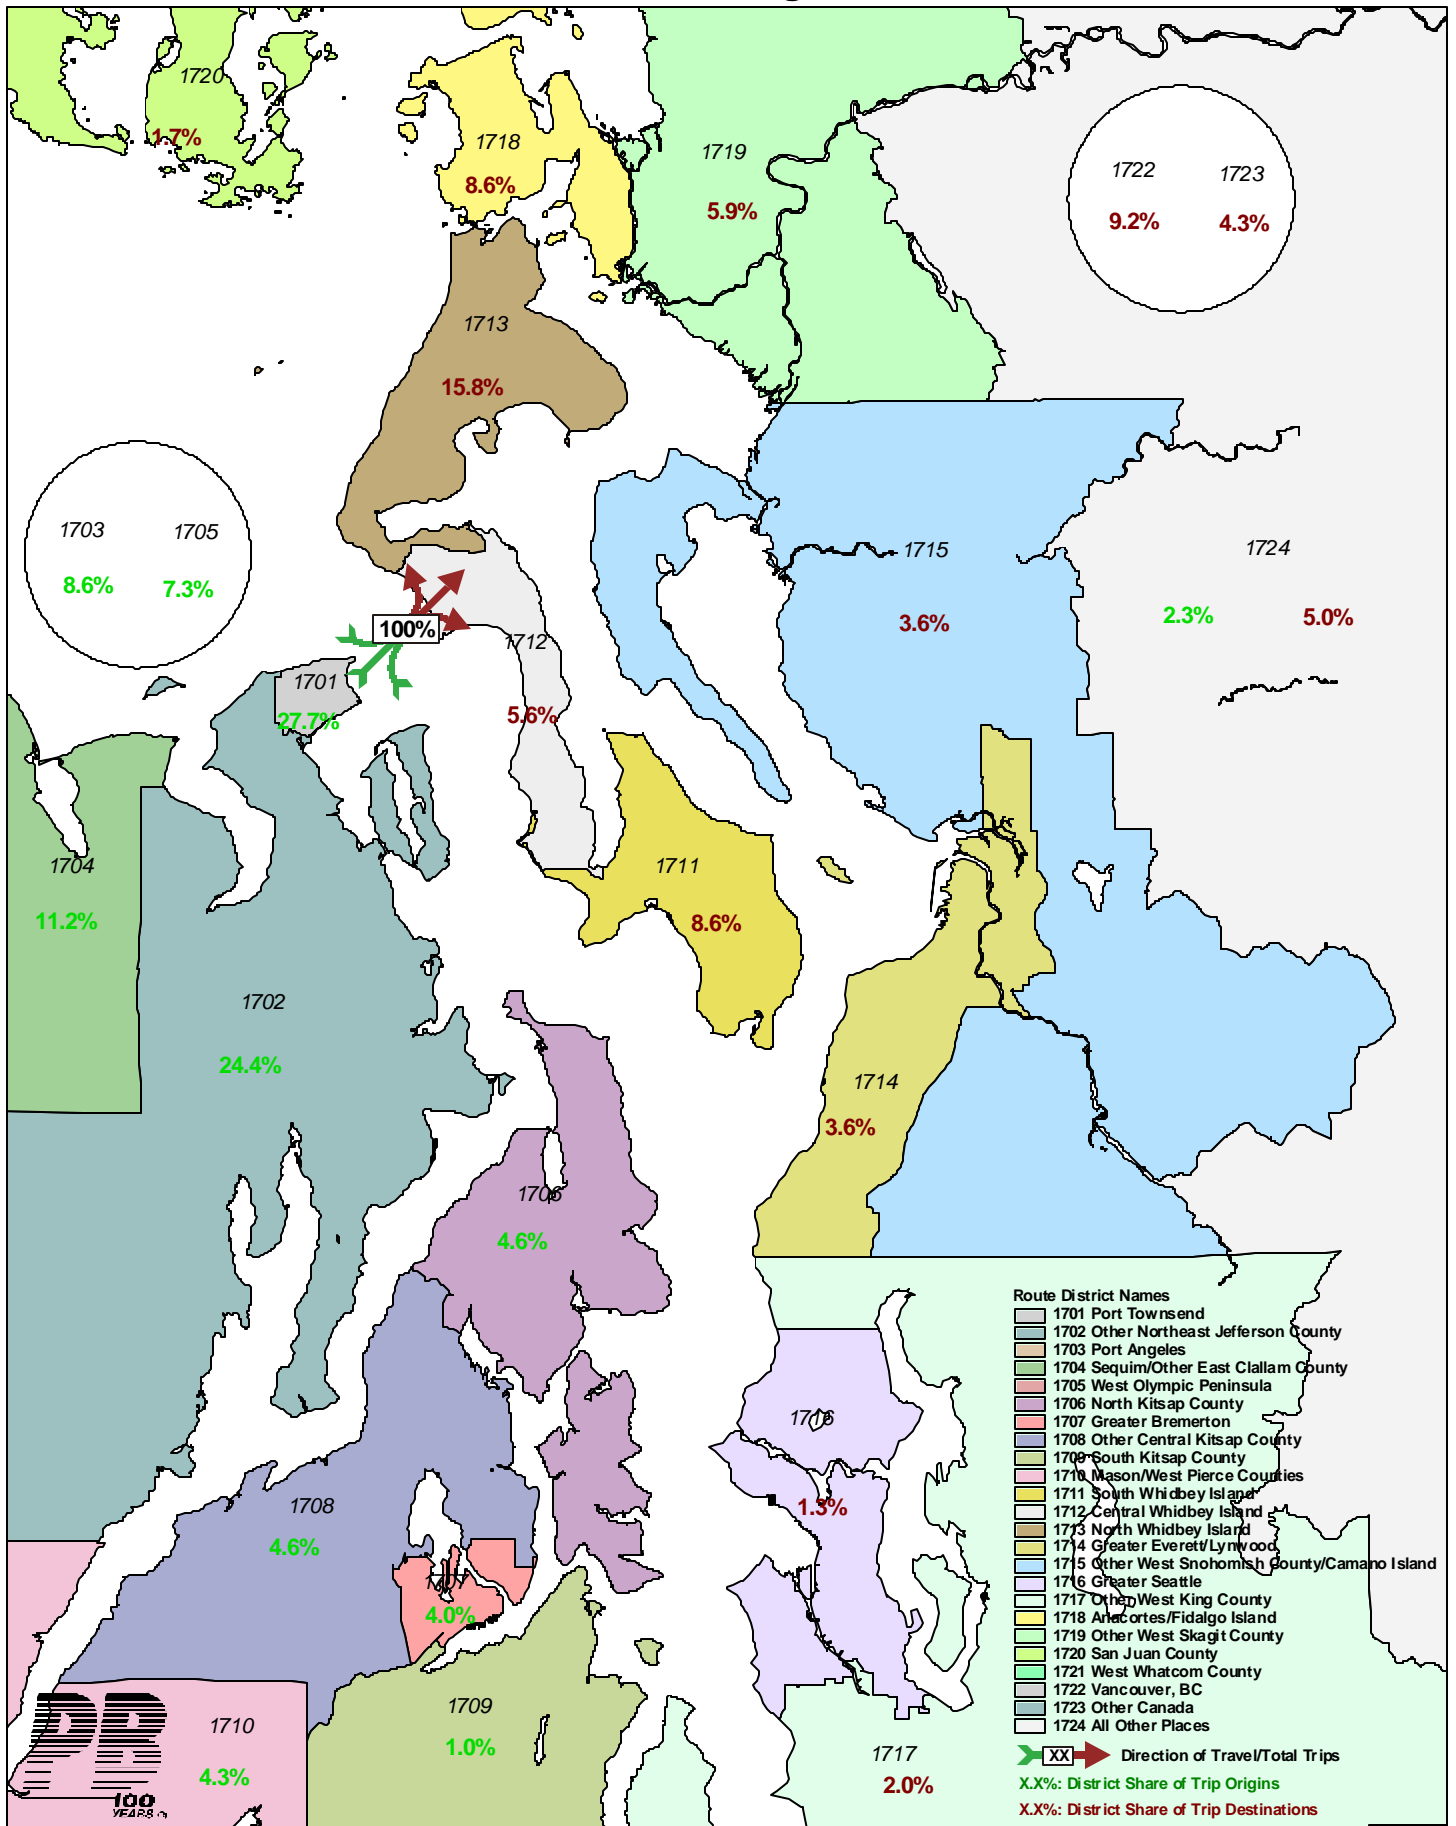 1720
1.7%
1718
8.6%
1719
5.9%
1722 1723
9.2% 4.3%
1713
15.8%
1703 1705
8.6% 7.3%
1715
3.6%
1724
2.3% 5.0%
100%
1712
5.6%
1701
27.7%
1704
11.2%
1711
8.6%
1702
24.4%
1714
3.6%
1706
4.6%
1716
1.3%
1708
4.6%
1707
4.0%
1709
1.0%
1710
4.3%
1717
2.0%
Route District Names
1701 Port Townsend
1702 Other Northeast Jefferson County
1703 Port Angeles
1704 Sequim/Other East Clallam County
1705 West Olympic Peninsula
1706 North Kitsap County
1707 Greater Bremerton
1708 Other Central Kitsap County
1709 South Kitsap County
1710 Mason/West Pierce Counties
1711 South Whidbey Island
1712 Central Whidbey Island
1713 North Whidbey Island
1714 Greater Everett/Lynwood
1715 Other West Snohomish County/Camano Island
1716 Greater Seattle
1717 Other West King County
1718 Anacortes/Fidalgo Island
1719 Other West Skagit County
1720 San Juan County
1721 West Whatcom County
1722 Vancouver, BC
1723 Other Canada
1724 All Other Places
XX Direction of Travel/Total Trips
X.X%: District Share of Trip Origins
X.X%: District Share of Trip Destinations
PB
100
YEARS